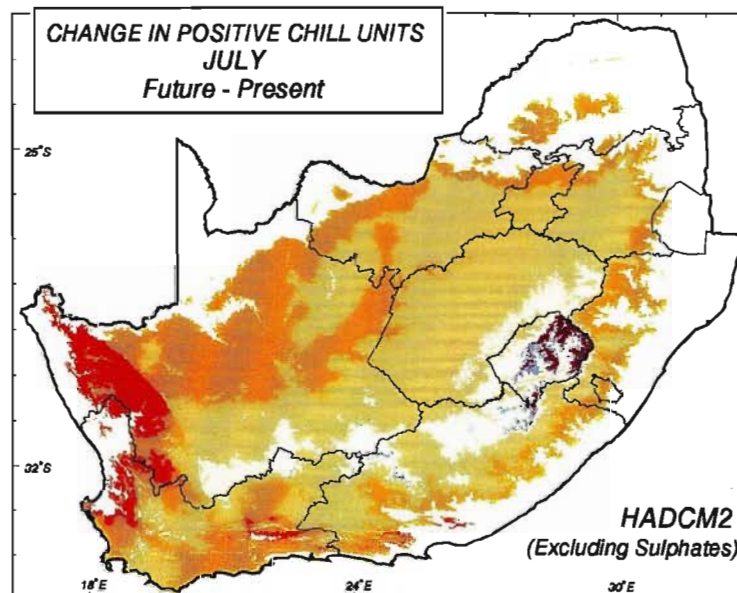 CHANGE IN POSITIVE CHILL UNITS
JULY
Future - Present
25°S
32°S
HADCM2
(Excluding Sulphates)
18°E
24°E
30°E